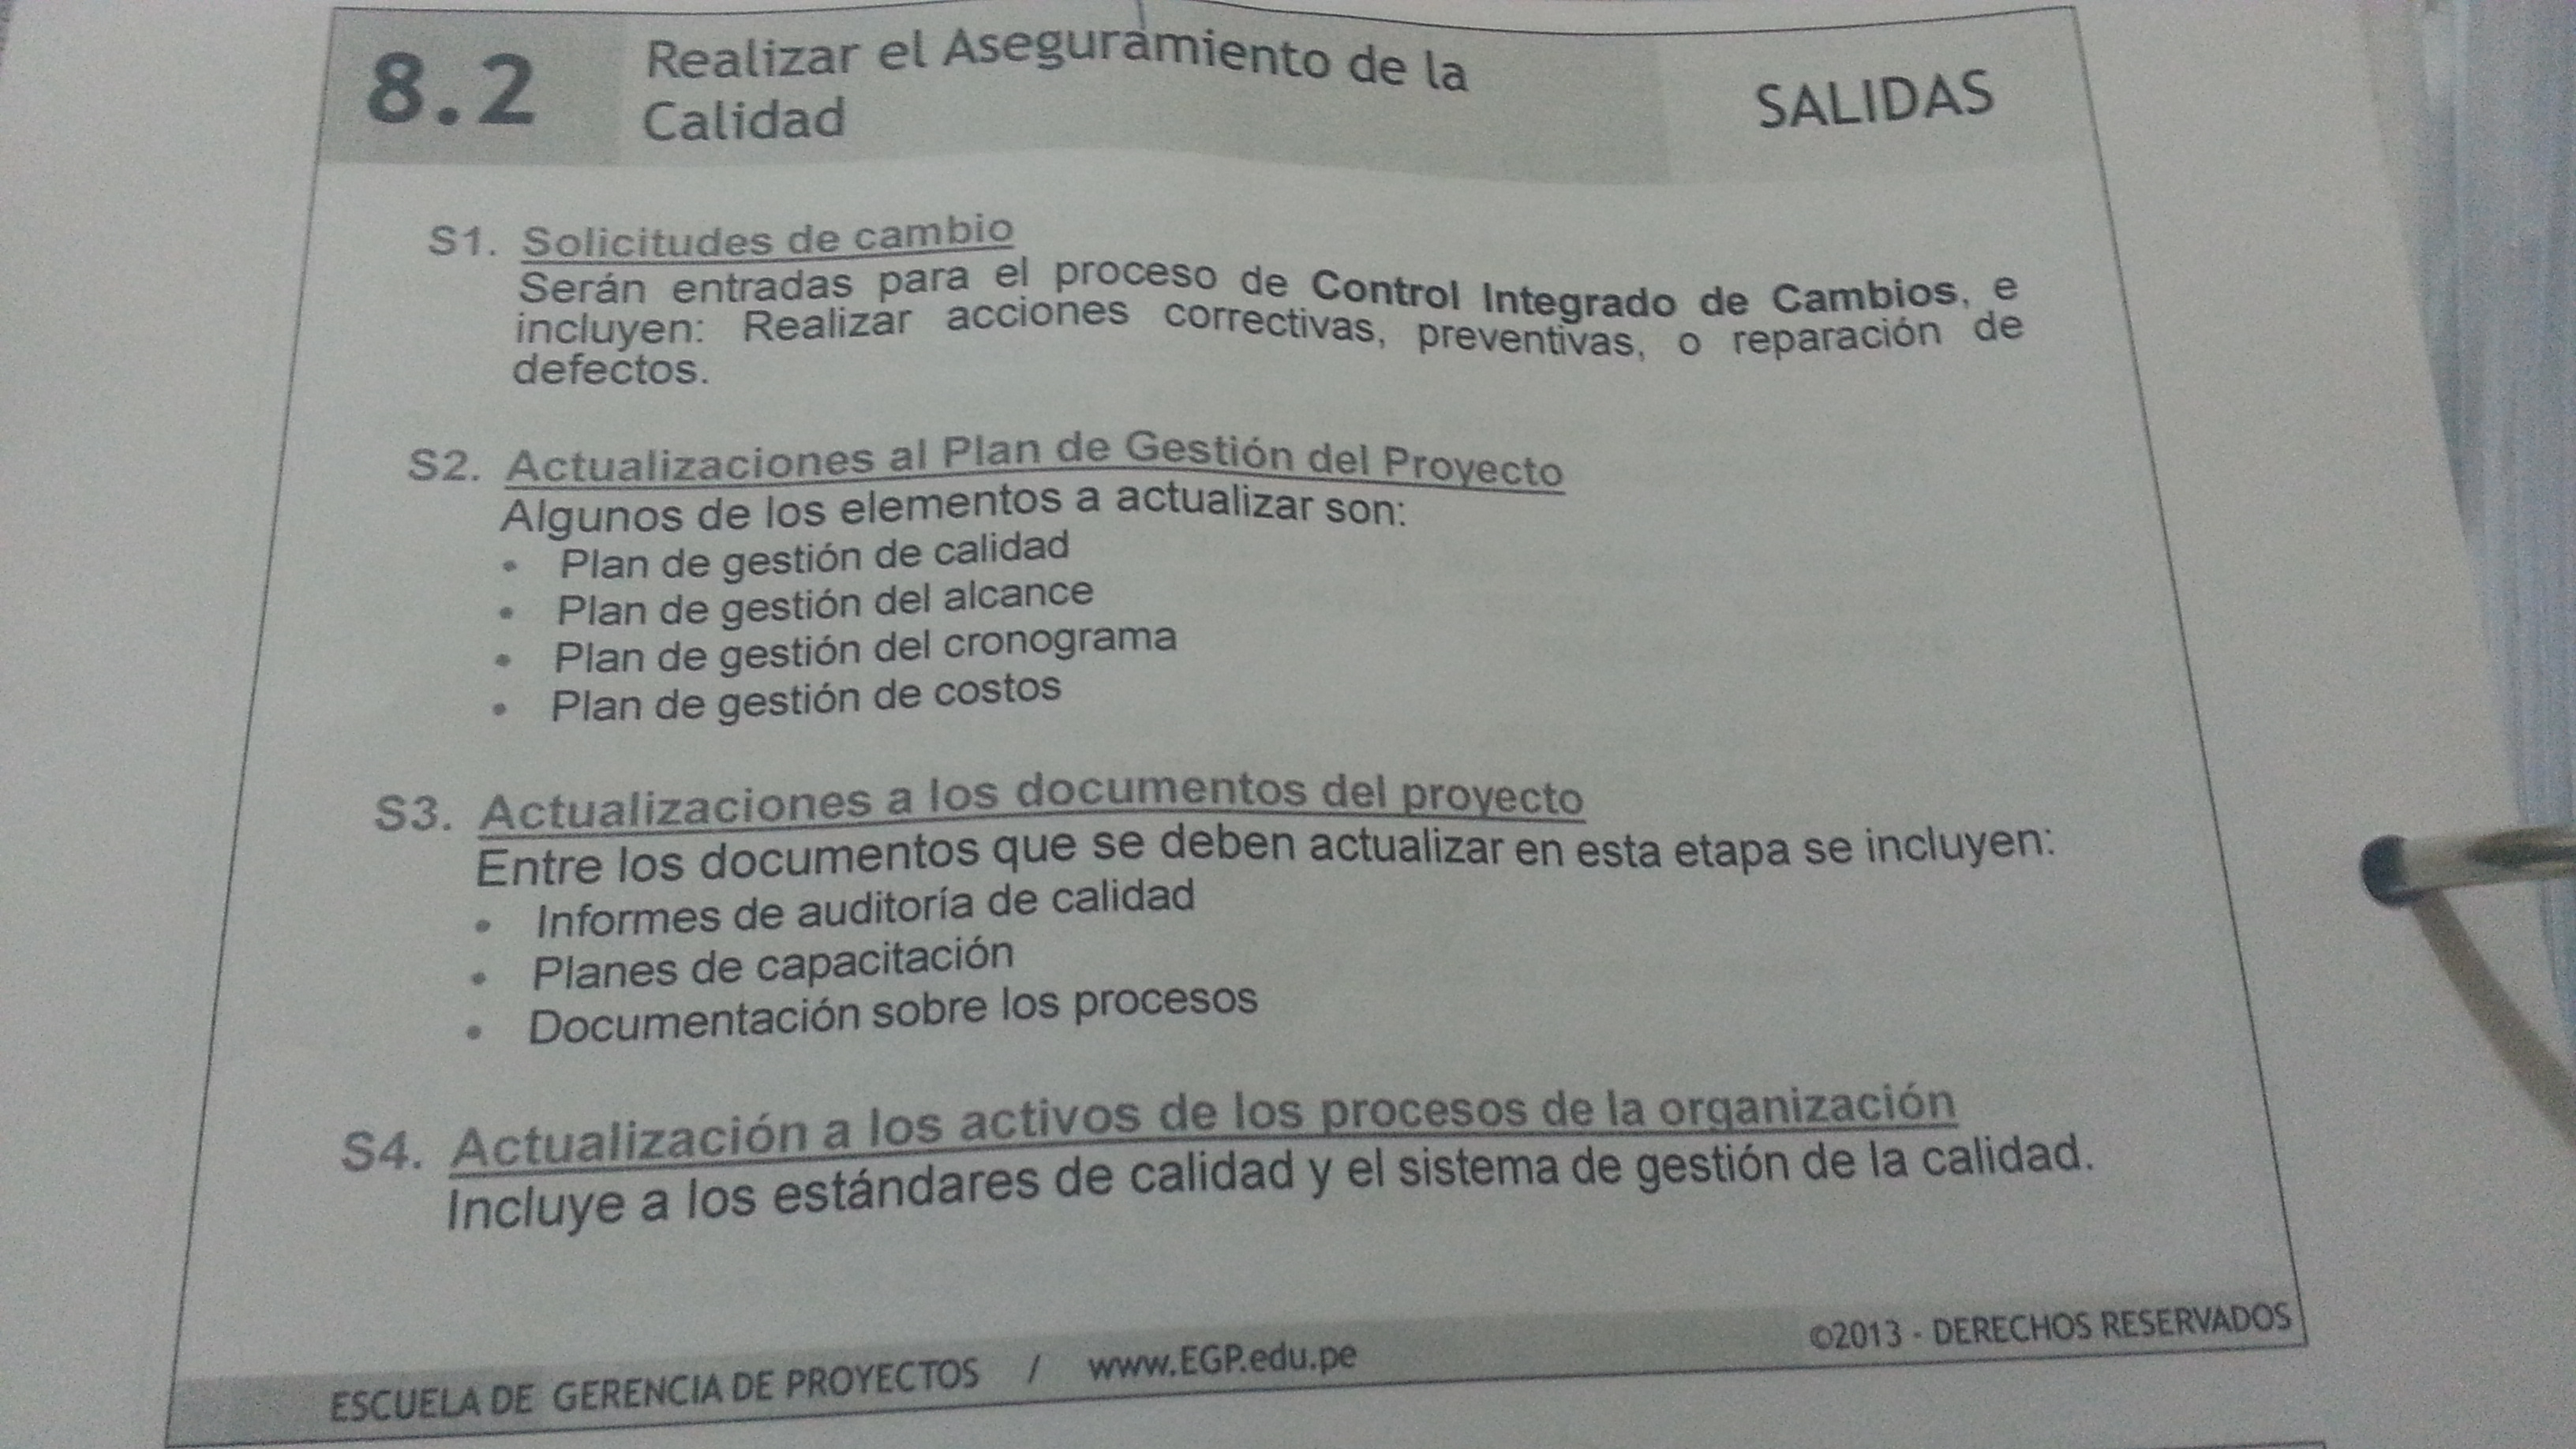 8.2
Realizar el Aseguramiento de la
Calidad
SALIDAS
S1. Solicitudes de cambio
Serán entradas para el proceso de Control Integrado de Cambios, e
incluyen: Realizar acciones correctivas, preventivas, o reparación de
defectos.
S2. Actualizaciones al Plan de Gestión del Proyecto
Algunos de los elementos a actualizar son:
• Plan de gestión de calidad
• Plan de gestión del alcance
• Plan de gestión del cronograma
• Plan de gestión de costos
S3. Actualizaciones a los documentos del proyecto
Entre los documentos que se deben actualizar en esta etapa se incluyen:
• Informes de auditoría de calidad
• Planes de capacitación
• Documentación sobre los procesos
S4. Actualización a los activos de los procesos de la organización
Incluye a los estándares de calidad y el sistema de gestión de la calidad.
ESCUELA DE GERENCIA DE PROYECTOS / www.EGP.edu.pe
©2013 - DERECHOS RESERVADOS